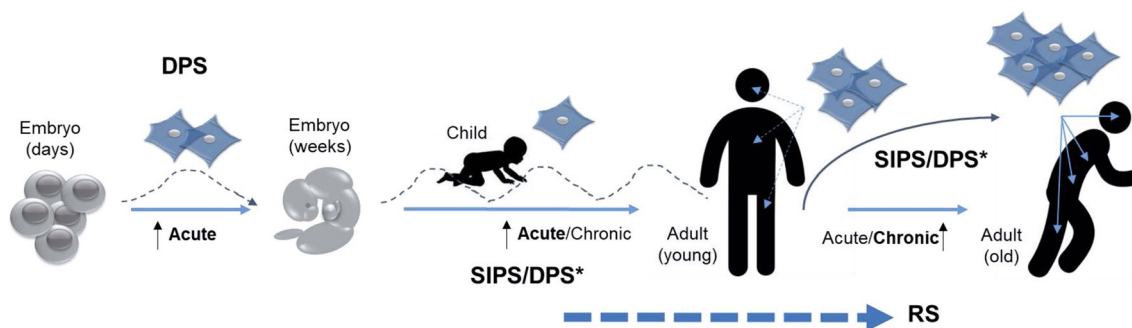 DPS
Embryo
(days)
Embryo
(weeks)
↑ Acute
Child
↑ Acute/Chronic
SIPS/DPS*
Adult
(young)
SIPS/DPS*
Acute/Chronic↑
Adult
(old)
RS